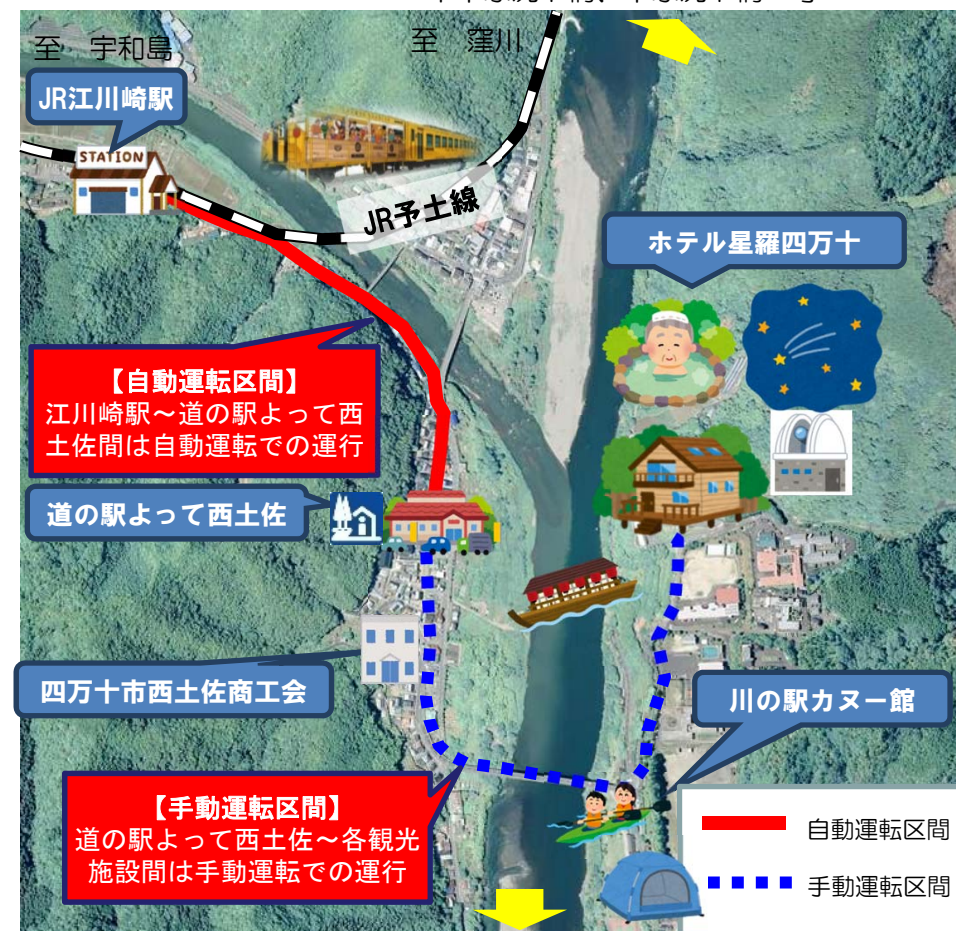 至　宇和島
至　窪川
JR江川崎駅
STATION
JR予土線
ホテル星羅四万十
【自動運転区間】
江川崎駅～道の駅よって西
土佐間は自動運転での運行
道の駅よって西土佐
四万十市西土佐商工会
川の駅カヌー館
【手動運転区間】
道の駅よって西土佐～各観光
施設間は手動運転での運行
自動運転区間
手動運転区間